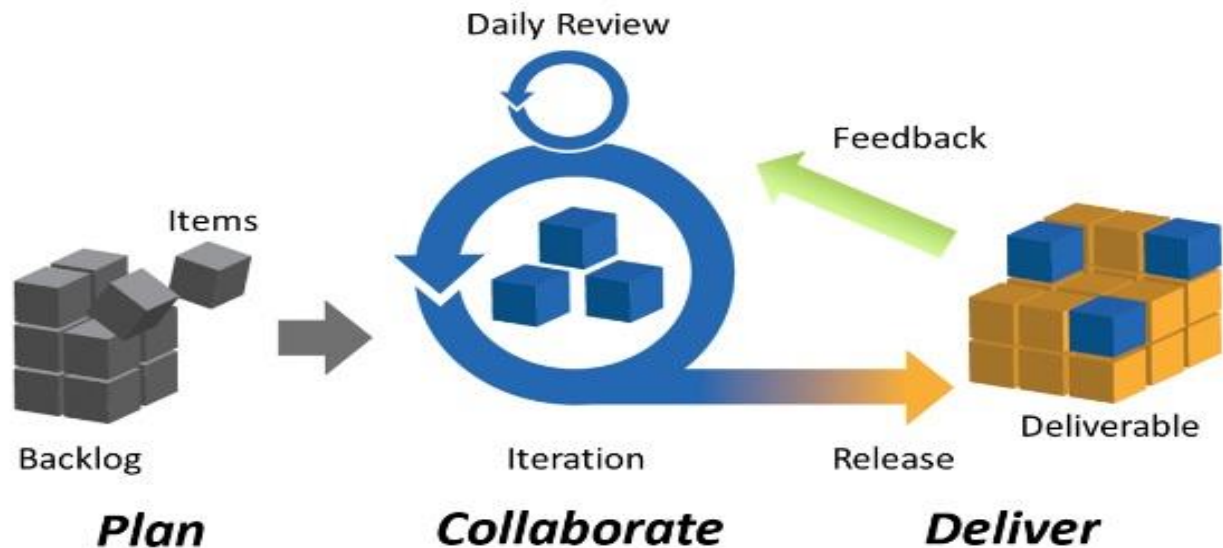 Daily Review
Feedback
Items
Deliverable
Backlog
Iteration
Release
Plan
Collaborate
Deliver